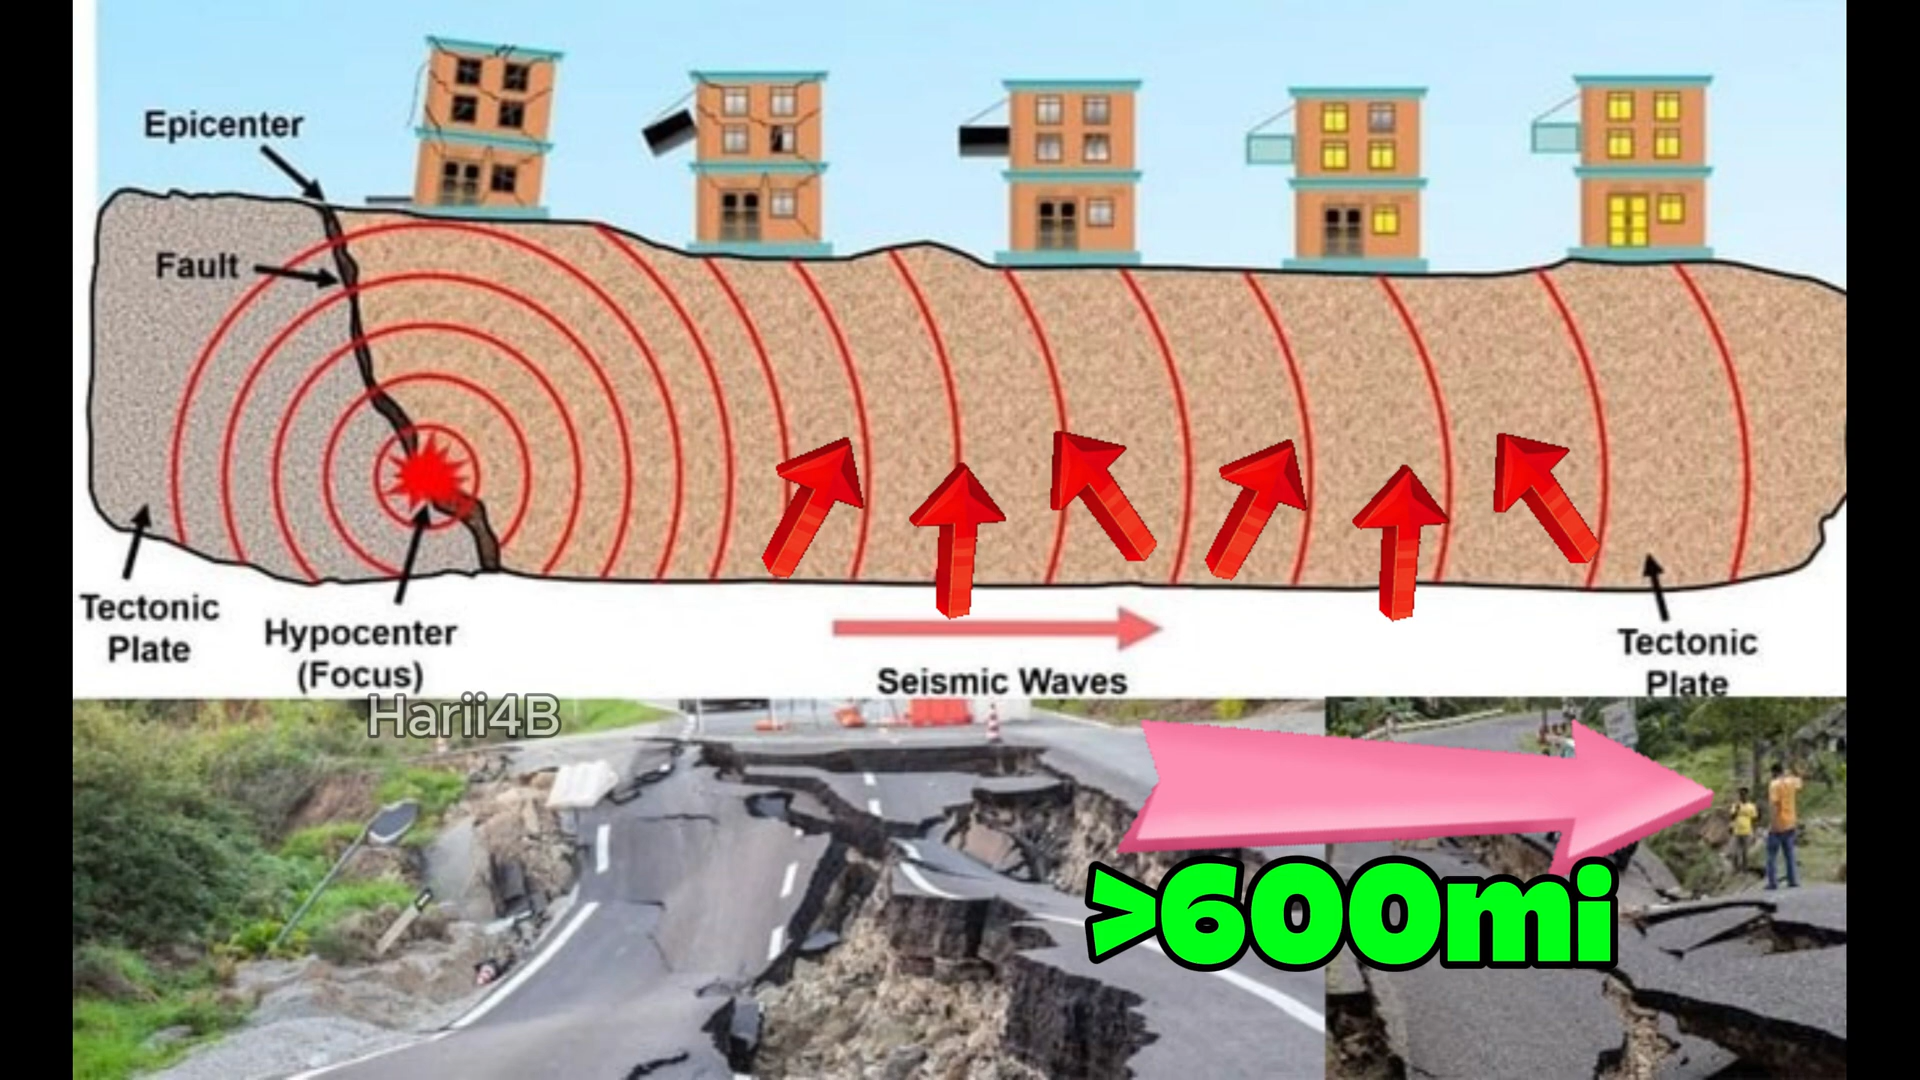 Epicenter
Fault
Tectonic
Plate
Hypocenter
(Focus)
Seismic Waves
Tectonic
Plate
Harii4B
>600mi